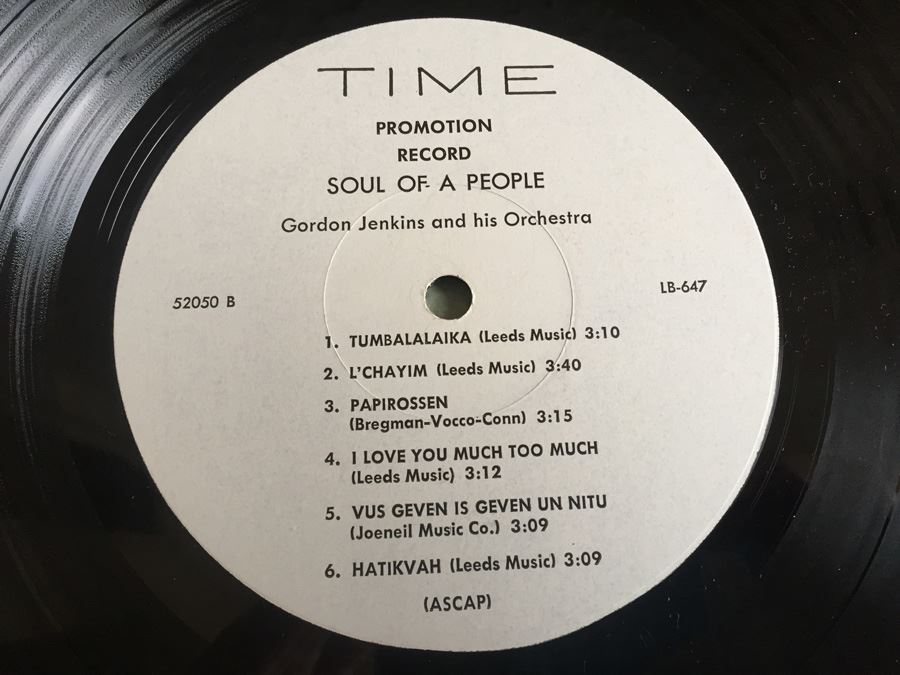 TIME
PROMOTION
RECORD
SOUL OF A PEOPLE
Gordon Jenkins and his Orchestra
52050 B
LB-647
1. TUMBALALAIKA (Leeds Music) 3:10
2. L'CHAYIM (Leeds Music) 3:40
3. PAPIROSSEN
(Bregman-Vocco-Conn) 3:15
4. I LOVE YOU MUCH TOO MUCH
(Leeds Music) 3:12
5. VUS GEVEN IS GEVEN UN NITU
(Joeneil Music Co.) 3:09
6. HATIKVAH (Leeds Music) 3:09
(ASCAP)